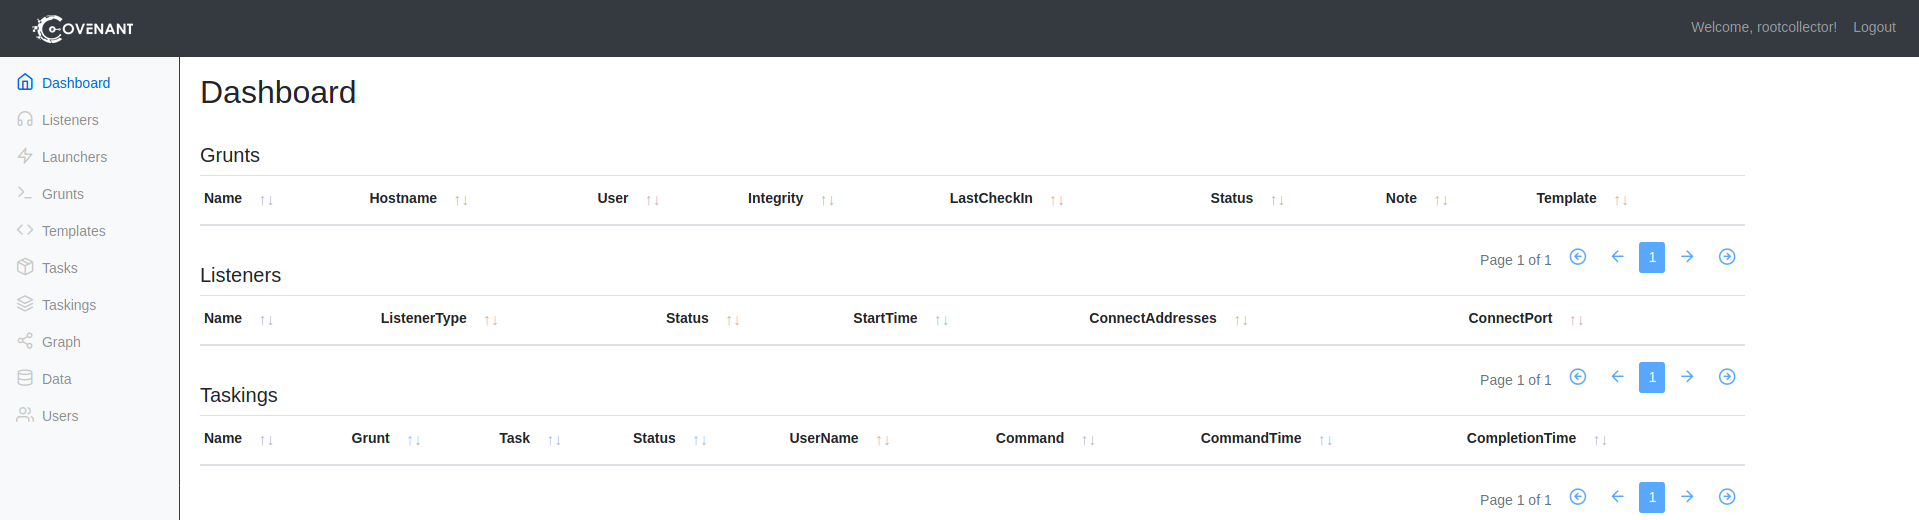 COVENANT
Welcome, rootcollector! Logout
Dashboard
Listeners
Launchers
Grunts
Templates
Tasks
Taskings
Graph
Data
Users
Dashboard
Grunts
Name ↑↓ Hostname ↑↓ User ↑↓ Integrity ↑↓ LastCheckIn ↑↓ Status ↑↓ Note ↑↓ Template ↑↓
Page 1 of 1 1
Listeners
Name ↑↓ ListenerType ↑↓ Status ↑↓ StartTime ↑↓ ConnectAddresses ↑↓ ConnectPort ↑↓
Page 1 of 1 1
Taskings
Name ↑↓ Grunt ↑↓ Task ↑↓ Status ↑↓ UserName ↑↓ Command ↑↓ CommandTime ↑↓ CompletionTime ↑↓
Page 1 of 1 1